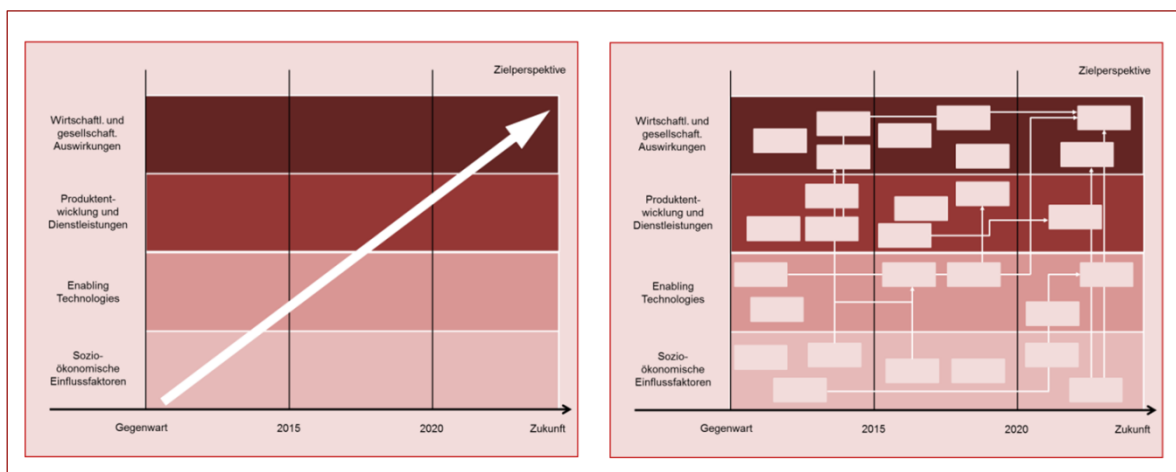 Zielperspektive
Wirtschaftl. und
gesellschaft.
Auswirkungen
Produktent-
wicklung und
Dienstleistungen
Enabling
Technologies
Sozio-
ökonomische
Einflussfaktoren
Gegenwart 2015 2020 Zukunft
Zielperspektive
Wirtschaftl. und
gesellschaft.
Auswirkungen
Produktent-
wicklung und
Dienstleistungen
Enabling
Technologies
Sozio-
ökonomische
Einflussfaktoren
Gegenwart 2015 2020 Zukunft